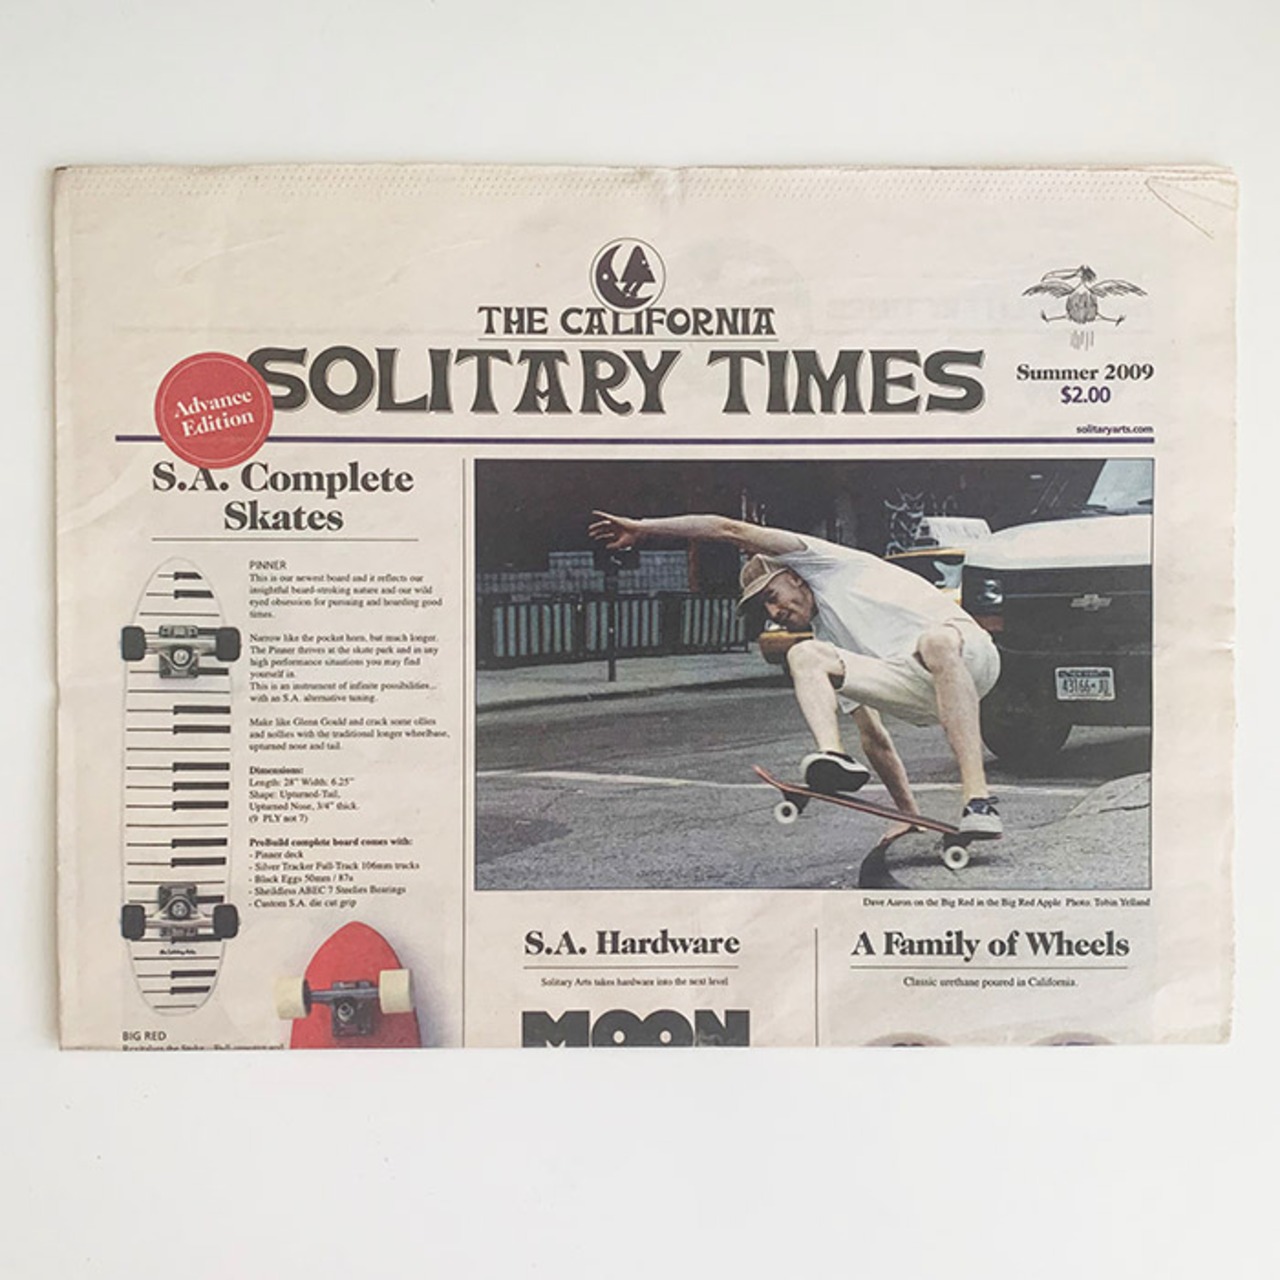 THE CALIFORNIA
SOLITARY TIMES
Advance
Edition
Summer 2009
$2.00
solitaryarts.com
S.A. Complete
Skates
PINNER
This is our newest board and it reflects our
insightful beard-stroking nature and our wild
eyed obsession for pursuing and hoarding good
times.
Narrow like the pocket horn, but much longer.
The Pinner thrives at the skate park and in any
high performance situations you may find
yourself in.
This is an instrument of infinite possibilities...
with an S.A. alternative tuning.
Make like Glenn Gould and crack some ollies
and nollies with the traditional longer wheelbase,
upturned nose and tail.
Dimensions:
Length: 28" Width: 6.25"
Shape: Upturned-Tail,
Upturned Nose, 3/4" thick.
(9 PLY not 7)
ProBuild complete board comes with:
- Pinner deck
- Silver Tracker Full-Track 106mm trucks
- Black Eggs 50mm / 87a
- Sheildless ABEC 7 Steelies Bearings
- Custom S.A. die cut grip
BIG RED
Dave Aaron on the Big Red in the Big Red Apple Photo: Tobin Yelland
S.A. Hardware
Solitary Arts takes hardware into the next level
MOON
A Family of Wheels
Classic urethane poured in California.